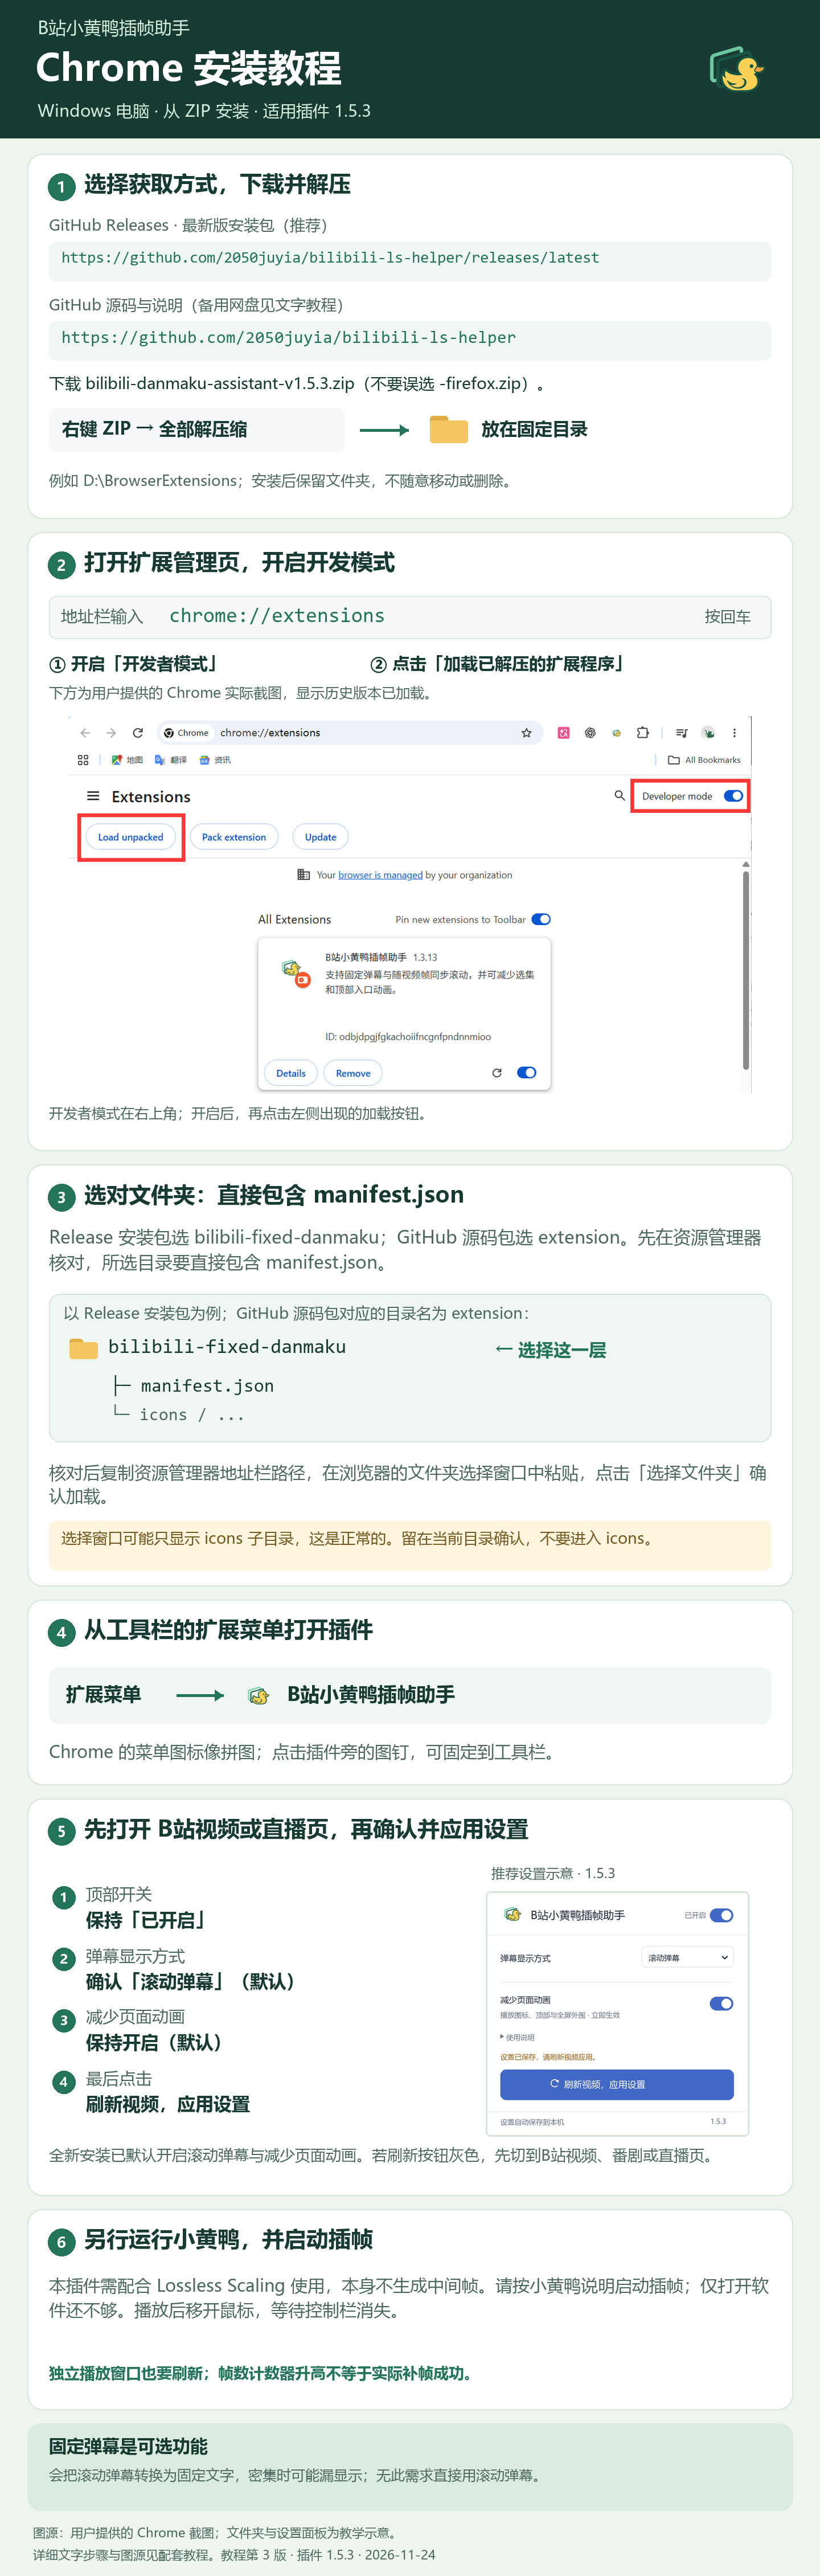 B站小黄鸭插帧助手
Chrome 安装教程
Windows 电脑 · 从 ZIP 安装 · 适用插件 1.5.3
1 选择获取方式，下载并解压
GitHub Releases · 最新版安装包（推荐）
https://github.com/2050juyia/bilibili-ls-helper/releases/latest
GitHub 源码与说明（备用网盘见文字教程）
https://github.com/2050juyia/bilibili-ls-helper
下载 bilibili-danmaku-assistant-v1.5.3.zip（不要误选 -firefox.zip）。
右键 ZIP → 全部解压缩
放在固定目录
例如 D:\BrowserExtensions；安装后保留文件夹，不随意移动或删除。
2 打开扩展管理页，开启开发模式
地址栏输入 chrome://extensions 按回车
① 开启「开发者模式」 ② 点击「加载已解压的扩展程序」
下方为用户提供的 Chrome 实际截图，显示历史版本已加载。
Chrome chrome://extensions
地图 翻译 资讯 All Bookmarks
Extensions Developer mode
Load unpacked Pack extension Update
Your browser is managed by your organization
All Extensions Pin new extensions to Toolbar
B站小黄鸭插帧助手 1.3.13
支持固定弹幕与随视频帧同步滚动，并可减少选集
和顶部入口动画。
ID: odbjdpgjfgkachoiifncgnfpndnnmioo
Details Remove
开发者模式在右上角；开启后，再点击左侧出现的加载按钮。
3 选对文件夹：直接包含 manifest.json
Release 安装包选 bilibili-fixed-danmaku；GitHub 源码包选 extension。先在资源管理器
核对，所选目录要直接包含 manifest.json。
以 Release 安装包为例；GitHub 源码包对应的目录名为 extension：
bilibili-fixed-danmaku ← 选择这一层
├─ manifest.json
└─ icons / ...
核对后复制资源管理器地址栏路径，在浏览器的文件夹选择窗口中粘贴，点击「选择文件夹」确
认加载。
选择窗口可能只显示 icons 子目录，这是正常的。留在当前目录确认，不要进入 icons。
4 从工具栏的扩展菜单打开插件
扩展菜单 B站小黄鸭插帧助手
Chrome 的菜单图标像拼图；点击插件旁的图钉，可固定到工具栏。
5 先打开 B站视频或直播页，再确认并应用设置
1 顶部开关
保持「已开启」
2 弹幕显示方式
确认「滚动弹幕」（默认）
3 减少页面动画
保持开启（默认）
4 最后点击
刷新视频，应用设置
推荐设置示意 · 1.5.3
B站小黄鸭插帧助手 已开启
弹幕显示方式 滚动弹幕
减少页面动画
播放图标、顶部与全屏外围 · 立即生效
使用说明
设置已保存，请刷新视频应用。
刷新视频，应用设置
设置自动保存到本机 1.5.3
全新安装已默认开启滚动弹幕与减少页面动画。若刷新按钮灰色，先切到B站视频、番剧或直播页。
6 另行运行小黄鸭，并启动插帧
本插件需配合 Lossless Scaling 使用，本身不生成中间帧。请按小黄鸭说明启动插帧；仅打开软
件还不够。播放后移开鼠标，等待控制栏消失。
独立播放窗口也要刷新；帧数计数器升高不等于实际补帧成功。
固定弹幕是可选功能
会把滚动弹幕转换为固定文字，密集时可能漏显示；无此需求直接用滚动弹幕。
图源：用户提供的 Chrome 截图；文件夹与设置面板为教学示意。
详细文字步骤与图源见配套教程。教程第 3 版 · 插件 1.5.3 · 2026-11-24